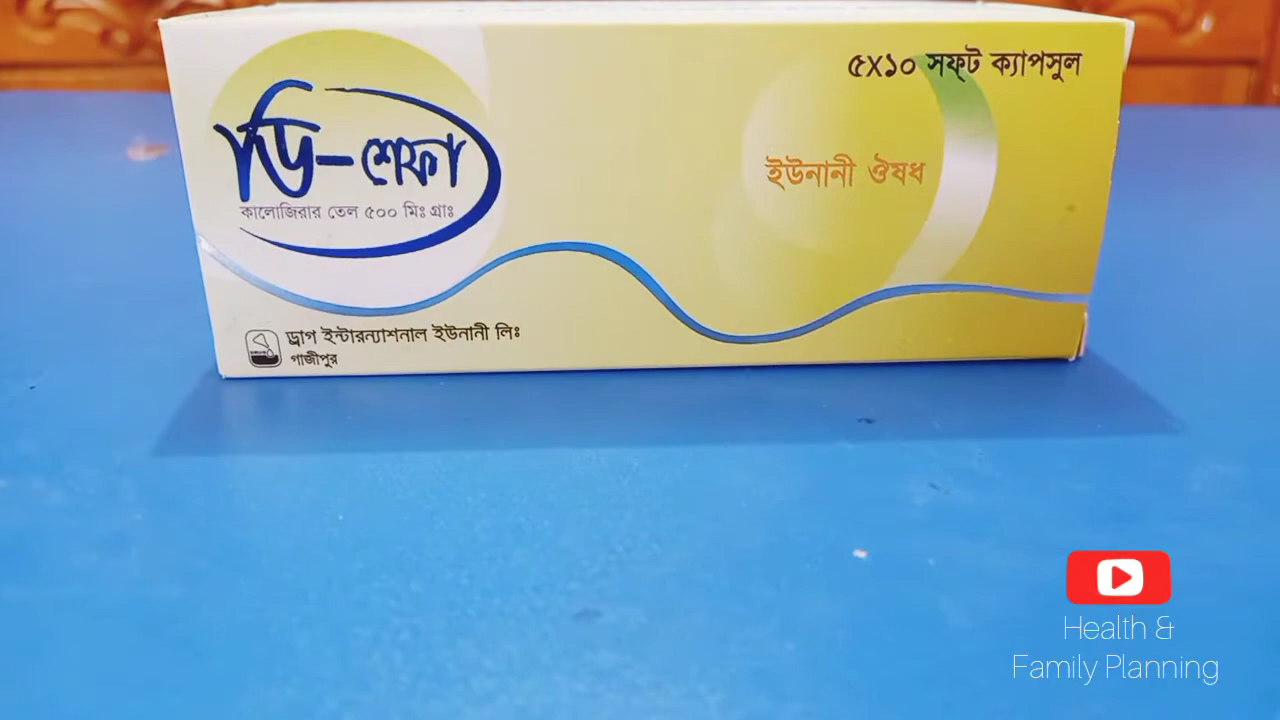 ৫X১০ সফ্ট ক্যাপসুল
ডি-শেফা
কালোজিরার তেল ৫০০ মিঃ গ্রাঃ
ইউনানী ঔষধ
ড্রাগ ইন্টারন্যাশনাল ইউনানী লিঃ
গাজীপুর
Health &
Family Planning